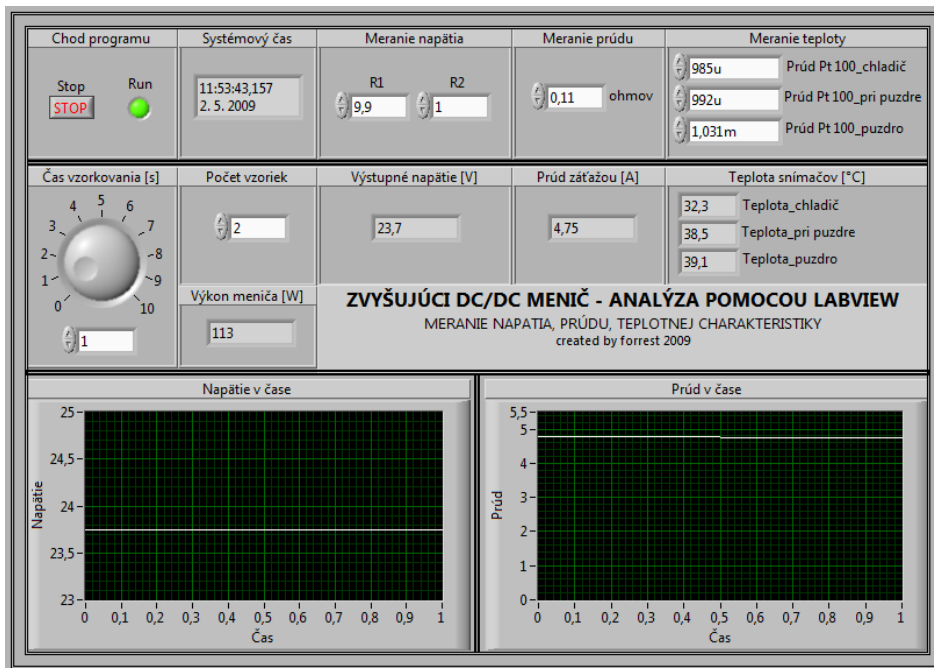 Chod programu
Stop
Run
STOP
Systémový čas
11:53:43,157
2. 5. 2009
Meranie napätia
R1
R2
9,9
1
Meranie prúdu
0,11 ohmov
Meranie teploty
985u Prúd Pt 100_chladič
992u Prúd Pt 100_pri puzdre
1,031m Prúd Pt 100_puzdro
Čas vzorkovania [s]
0 1 2 3 4 5 6 7 8 9 10
1
Počet vzoriek
2
Výstupné napätie [V]
23,7
Prúd záťažou [A]
4,75
Teplota snímačov [°C]
32,3 Teplota_chladič
38,5 Teplota_pri puzdre
39,1 Teplota_puzdro
Výkon meniča [W]
113
ZVYŠUJÚCI DC/DC MENIČ - ANALÝZA POMOCOU LABVIEW
MERANIE NAPATIA, PRÚDU, TEPLOTNEJ CHARAKTERISTIKY
created by forrest 2009
Napätie v čase
25
24,5
24
23,5
23
Napätie
0 0,1 0,2 0,3 0,4 0,5 0,6 0,7 0,8 0,9 1
Čas
Prúd v čase
5,5
5
4
3
2
1
0
Prúd
0 0,1 0,2 0,3 0,4 0,5 0,6 0,7 0,8 0,9 1
Čas